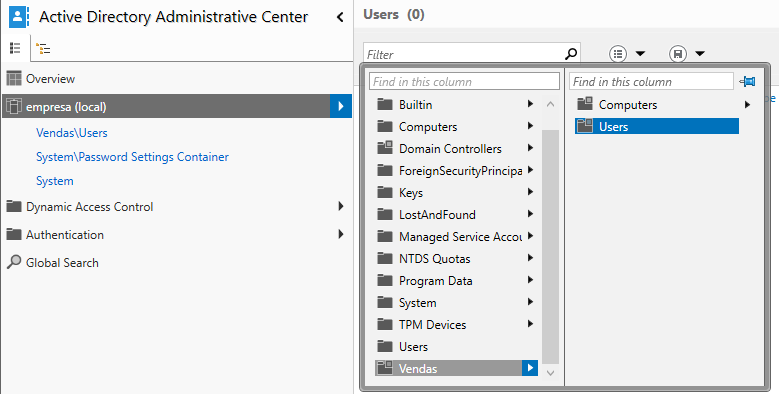 Active Directory Administrative Center
Overview
empresa (local)
Vendas\Users
System\Password Settings Container
System
Dynamic Access Control
Authentication
Global Search
Users (0)
Filter
Find in this column
Builtin
Computers
Domain Controllers
ForeignSecurityPrincipa
Keys
LostAndFound
Managed Service Accou
NTDS Quotas
Program Data
System
TPM Devices
Users
Vendas
Find in this column
Computers
Users